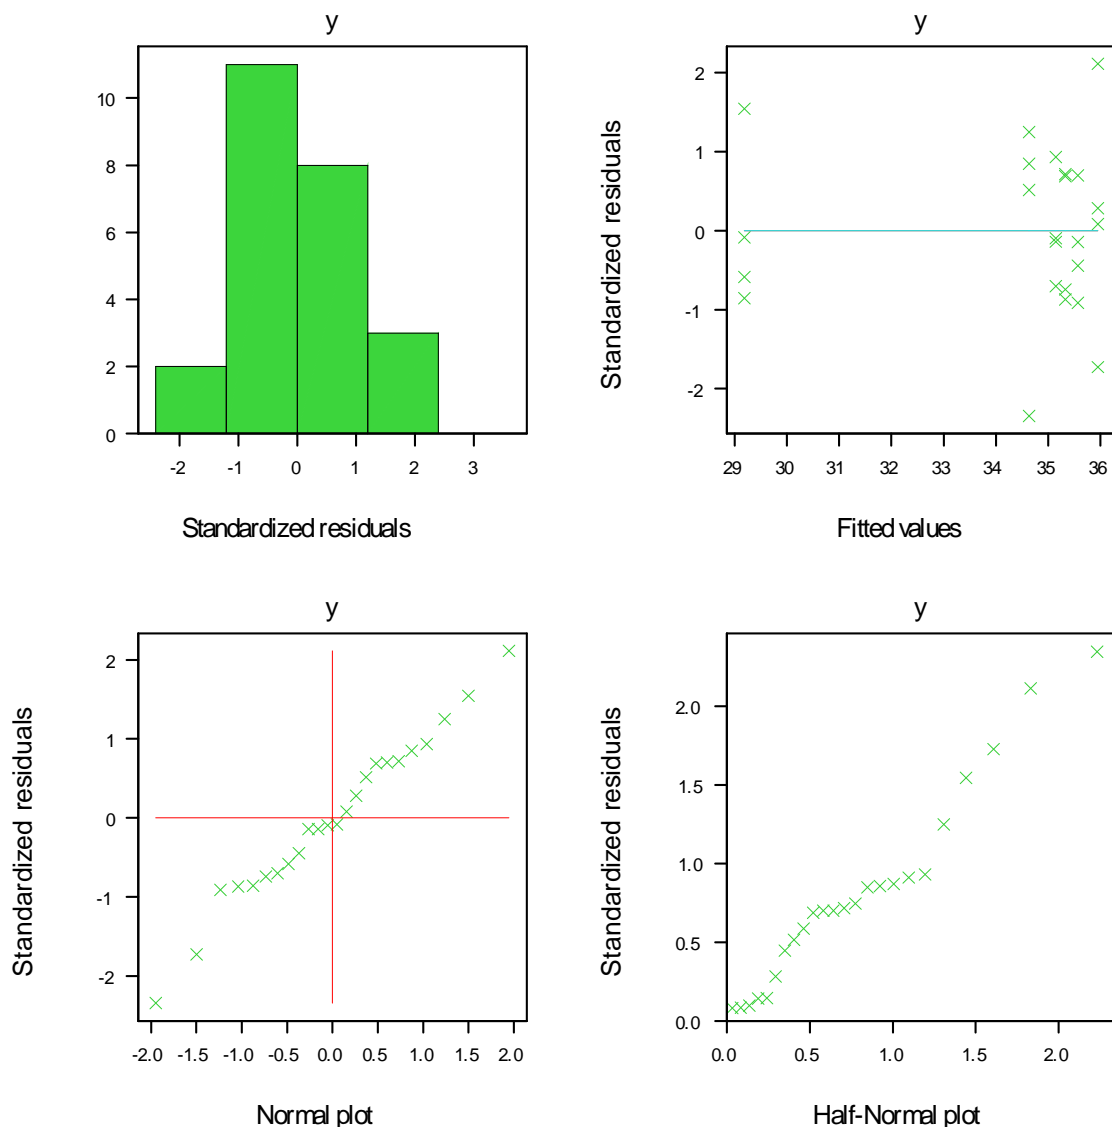 y
10
8
6
4
2
0
-2 -1 0 1 2 3
Standardized residuals
y
Standardized residuals
2
1
0
-1
-2
29 30 31 32 33 34 35 36
Fitted values
y
Standardized residuals
2
1
0
-1
-2
-2.0 -1.5 -1.0 -0.5 0.0 0.5 1.0 1.5 2.0
Normal plot
y
Standardized residuals
2.0
1.5
1.0
0.5
0.0
0.0 0.5 1.0 1.5 2.0
Half-Normal plot